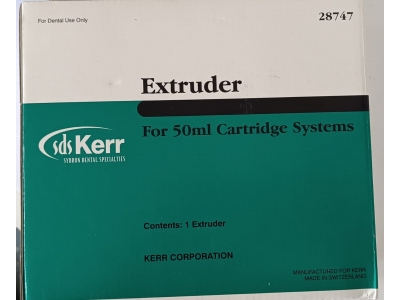 For Dental Use Only
28747
Extruder
For 50ml Cartridge Systems
sds Kerr
SYBRON DENTAL SPECIALTIES
Contents: 1 Extruder
KERR CORPORATION
MANUFACTURED FOR KERR
MADE IN SWITZERLAND